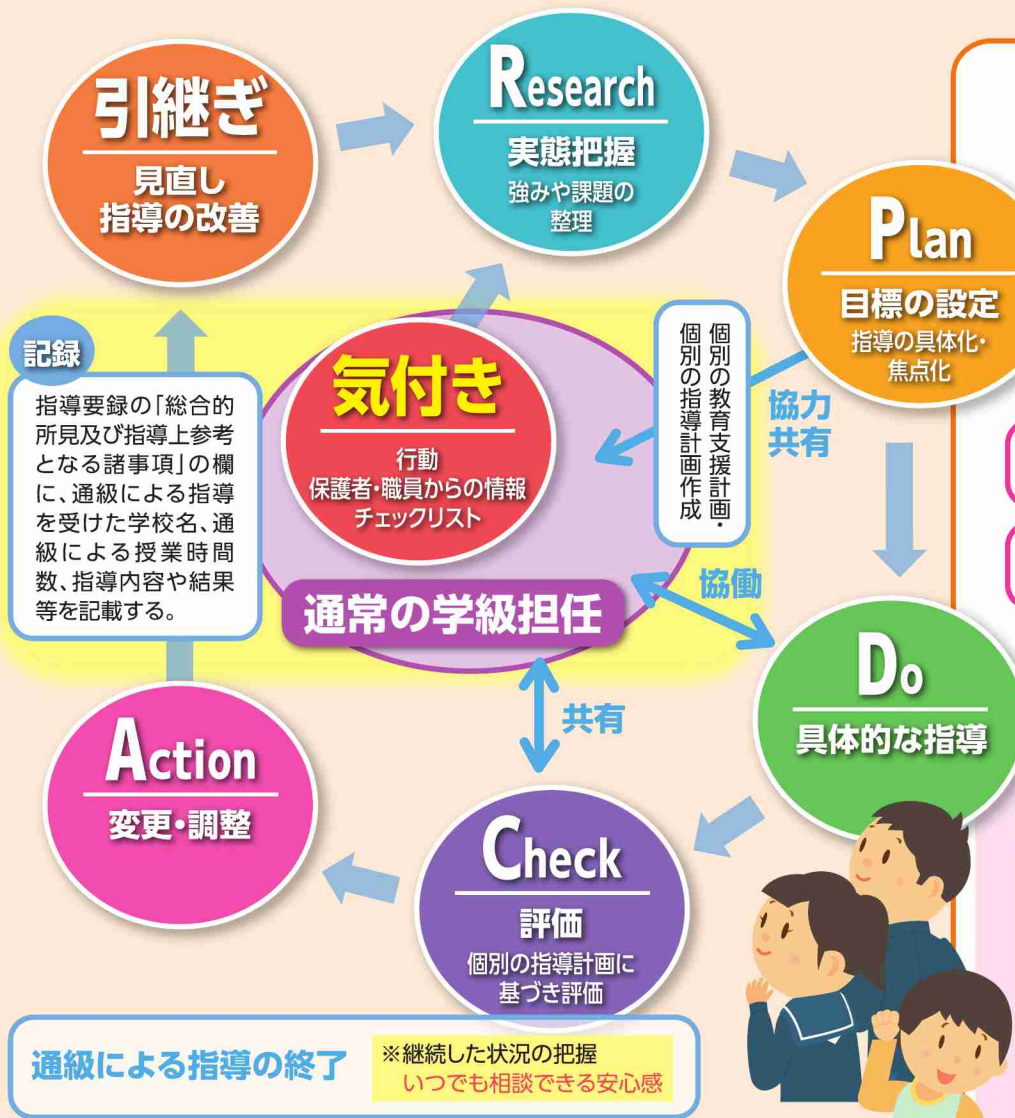 引継ぎ
見直し
指導の改善
Research
実態把握
強みや課題の
整理
Plan
目標の設定
指導の具体化・
焦点化
記録
指導要録の「総合的
所見及び指導上参考
となる諸事項」の欄
に、通級による指導
を受けた学校名、通
級による授業時間
数、指導内容や結果
等を記載する。
気付き
行動
保護者・職員からの情報
チェックリスト
通常の学級担任
個別の教育支援計画・
個別の指導計画作成
協力
共有
協働
共有
Do
具体的な指導
Check
評価
個別の指導計画に
基づき評価
Action
変更・調整
通級による指導の終了
※継続した状況の把握
いつでも相談できる安心感